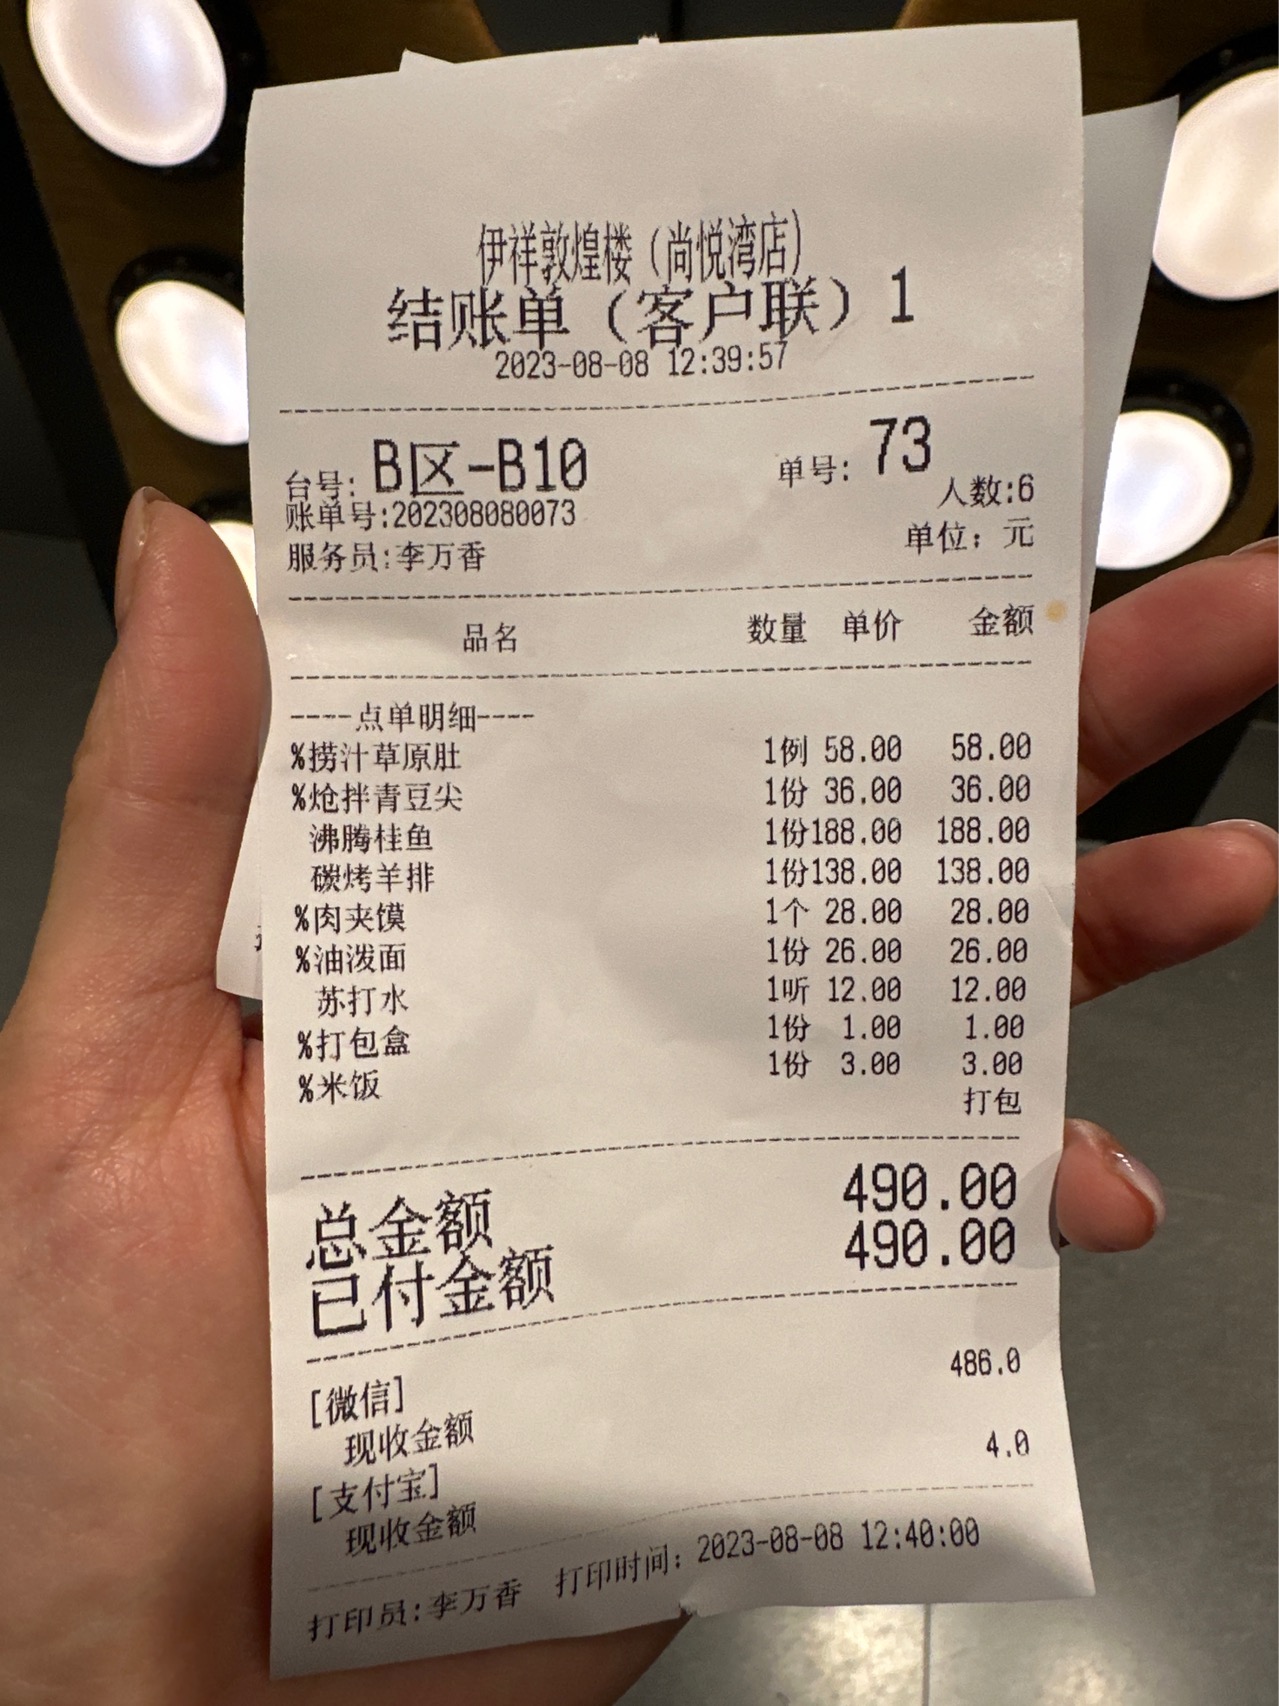 伊祥敦煌楼（尚悦湾店）
结账单（客户联）1
2023-08-08 12:39:57
台号: B区-B10 单号: 73
人数:6
账单号:202308080073
服务员:李万香 单位: 元
品名 数量 单价 金额
----点单明细----
%捞汁草原肚 1例 58.00 58.00
%炝拌青豆尖 1份 36.00 36.00
沸腾桂鱼 1份188.00 188.00
碳烤羊排 1份138.00 138.00
%肉夹馍 1个 28.00 28.00
%油泼面 1份 26.00 26.00
苏打水 1听 12.00 12.00
%打包盒 1份 1.00 1.00
%米饭 1份 3.00 3.00
打包
总金额 490.00
已付金额 490.00
[微信]
现收金额 486.0
[支付宝]
现收金额 4.0
打印员:李万香 打印时间: 2023-08-08 12:40:00